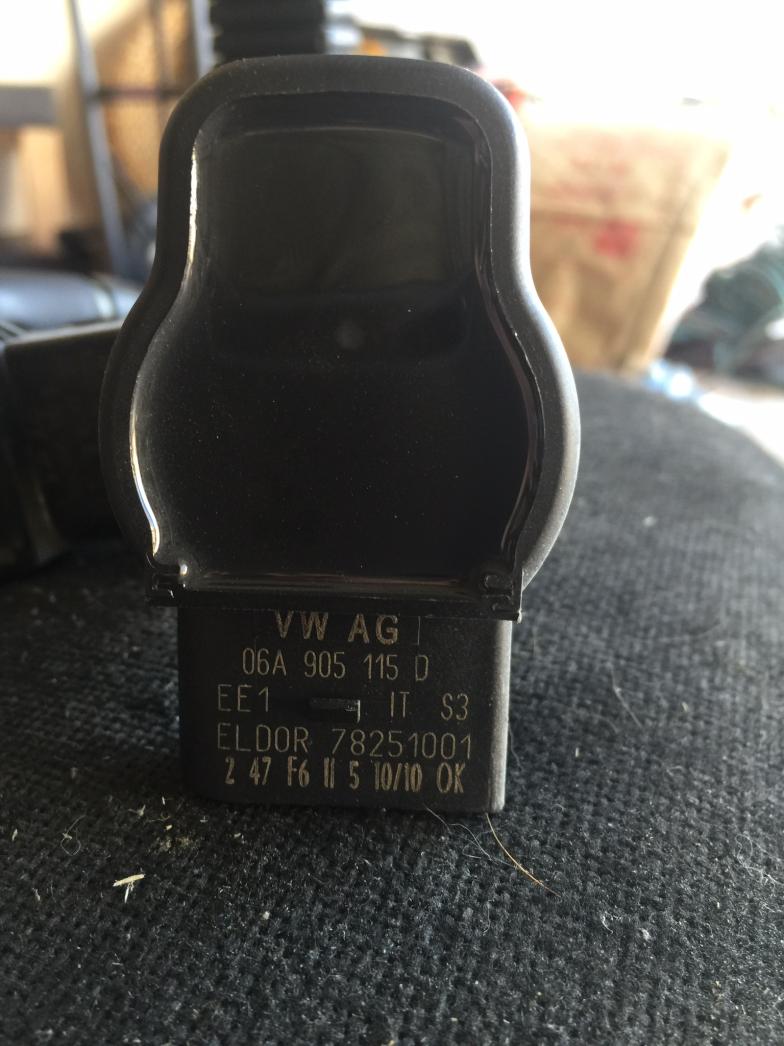 VW AG
06A 905 115 D
EE1 IT S3
ELDOR 78251001
2 47 F6 11 5 10/10 OK